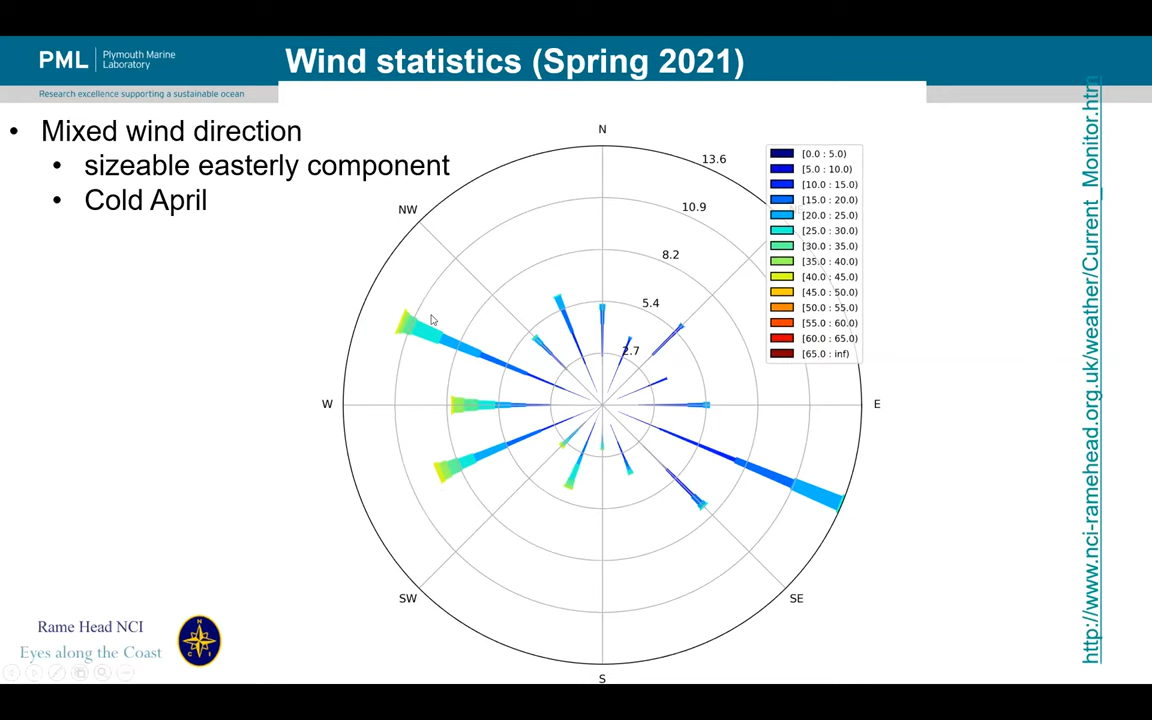 PML
Plymouth Marine
Laboratory
Wind statistics (Spring 2021)
Research excellence supporting a sustainable ocean
• Mixed wind direction
• sizeable easterly component
• Cold April
N
NW
W
SW
S
SE
E
13.6
10.9
8.2
5.4
2.7
[0.0 : 5.0)
[5.0 : 10.0)
[10.0 : 15.0)
[15.0 : 20.0)
[20.0 : 25.0)
[25.0 : 30.0)
[30.0 : 35.0)
[35.0 : 40.0)
[40.0 : 45.0)
[45.0 : 50.0)
[50.0 : 55.0)
[55.0 : 60.0)
[60.0 : 65.0)
[65.0 : inf)
http://www.nci-ramehead.org.uk/weather/Current_Monitor.htm
Rame Head NCI
Eyes along the Coast